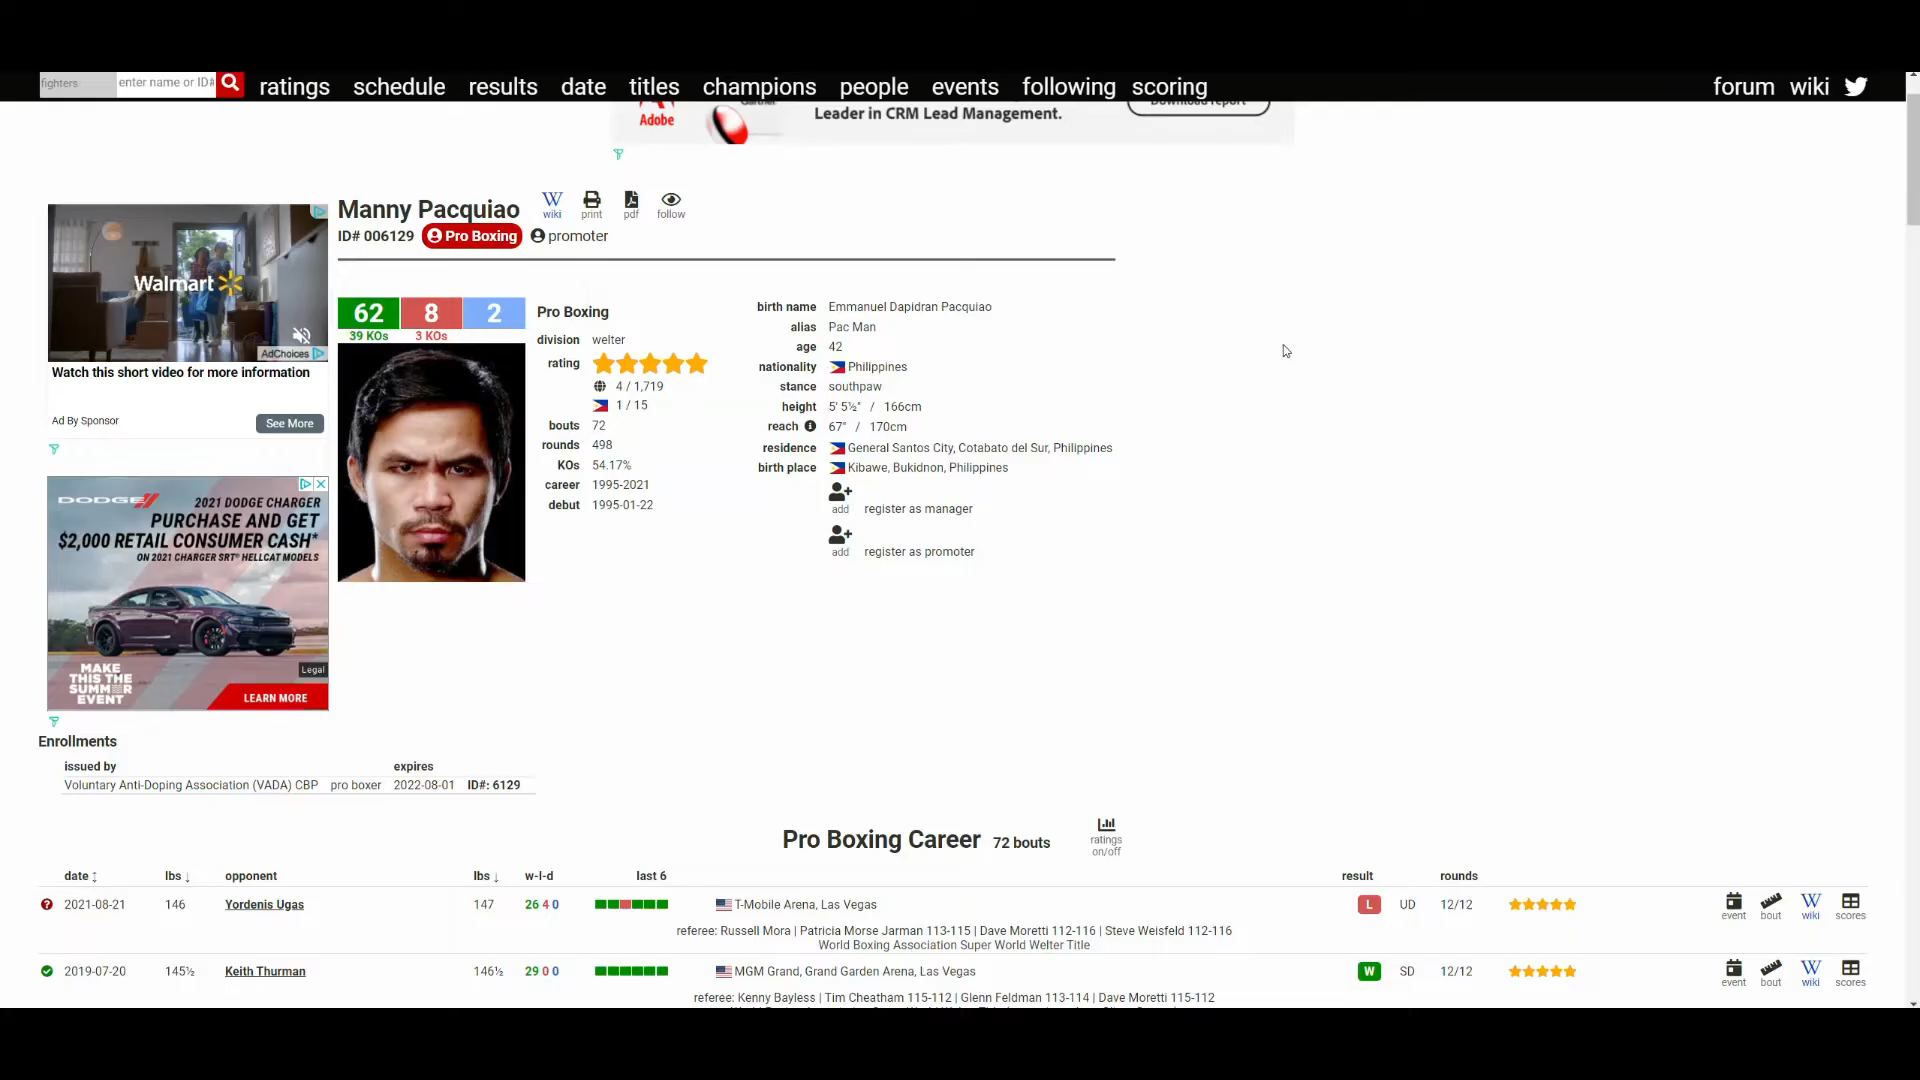 fighters
enter name or ID#
ratings schedule results date titles champions people events following scoring
forum wiki
Adobe
Leader in CRM Lead Management.
Download report
Manny Pacquiao
wiki print pdf follow
ID# 006129 Pro Boxing promoter
Walmart
AdChoices
Watch this short video for more information
Ad By Sponsor See More
DODGE
2021 DODGE CHARGER
PURCHASE AND GET
$2,000 RETAIL CONSUMER CASH*
ON 2021 CHARGER SRT® HELLCAT MODELS
Legal
MAKE
THIS THE
SUMMER
EVENT
LEARN MORE
62 8 2
39 KOs 3 KOs
Pro Boxing
division welter
rating
4 / 1,719
1 / 15
bouts 72
rounds 498
KOs 54.17%
career 1995-2021
debut 1995-01-22
birth name Emmanuel Dapidran Pacquiao
alias Pac Man
age 42
nationality Philippines
stance southpaw
height 5' 5½" / 166cm
reach 67" / 170cm
residence General Santos City, Cotabato del Sur, Philippines
birth place Kibawe, Bukidnon, Philippines
add register as manager
add register as promoter
Enrollments
issued by expires
Voluntary Anti-Doping Association (VADA) CBP pro boxer 2022-08-01 ID#: 6129
Pro Boxing Career 72 bouts
ratings
on/off
date lbs opponent lbs w-l-d last 6 result rounds
2021-08-21 146 Yordenis Ugas 147 26 4 0 T-Mobile Arena, Las Vegas L UD 12/12 event bout wiki scores
referee: Russell Mora | Patricia Morse Jarman 113-115 | Dave Moretti 112-116 | Steve Weisfeld 112-116
World Boxing Association Super World Welter Title
2019-07-20 145½ Keith Thurman 146½ 29 0 0 MGM Grand, Grand Garden Arena, Las Vegas W SD 12/12 event bout wiki scores
referee: Kenny Bayless | Tim Cheatham 115-112 | Glenn Feldman 113-114 | Dave Moretti 115-112